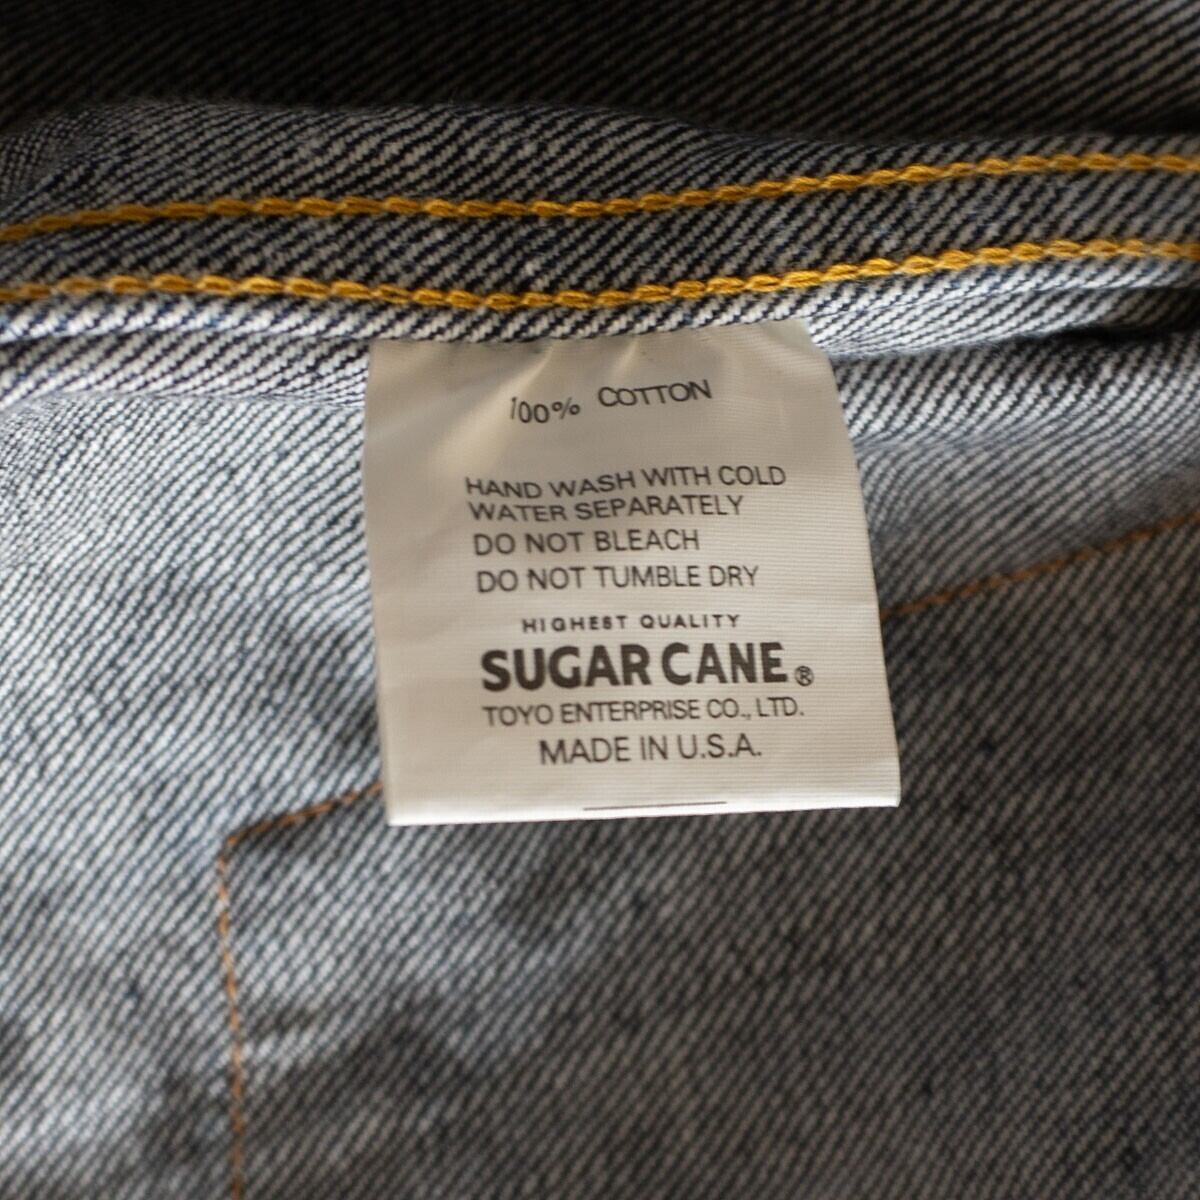 100% COTTON
HAND WASH WITH COLD
WATER SEPARATELY
DO NOT BLEACH
DO NOT TUMBLE DRY
HIGHEST QUALITY
SUGAR CANE®
TOYO ENTERPRISE CO., LTD.
MADE IN U.S.A.